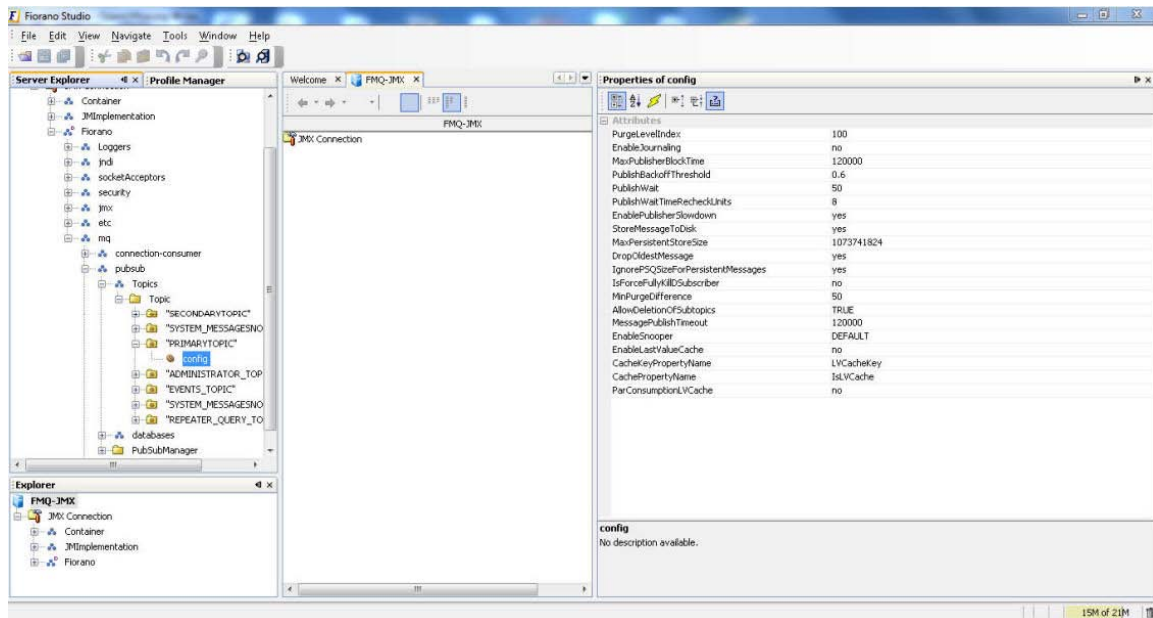 Fiorano Studio
File Edit View Navigate Tools Window Help
Server Explorer
Profile Manager
Container
JMImplementation
Fiorano
Loggers
jndi
socketAcceptors
security
jmx
etc
mq
connection-consumer
pubsub
Topics
Topic
"SECONDARYTOPIC"
"SYSTEM_MESSAGESNO
"PRIMARYTOPIC"
config
"ADMINISTRATOR_TOP
"EVENTS_TOPIC"
"SYSTEM_MESSAGESNO
"REPEATER_QUERY_TO
databases
PubSubManager
Explorer
FMQ-JMX
JMX Connection
Container
JMImplementation
Fiorano
Welcome FMQ-JMX
FMQ-JMX
JMX Connection
Properties of config
Attributes
PurgeLevelIndex 100
EnableJournaling no
MaxPublisherBlockTime 120000
PublishBackoffThreshold 0.6
PublishWait 50
PublishWaitTimeRecheckUnits 8
EnablePublisherSlowdown yes
StoreMessageToDisk yes
MaxPersistentStoreSize 1073741824
DropOldestMessage yes
IgnorePSQSizeForPersistentMessages yes
IsForceFullyKillDSubscriber no
MinPurgeDifference 50
AllowDeletionOfSubtopics TRUE
MessagePublishTimeout 120000
EnableSnooper DEFAULT
EnableLastValueCache no
CacheKeyPropertyName LVCacheKey
CachePropertyName IsLVCache
ParConsumptionLVCache no
config
No description available.
15M of 21M